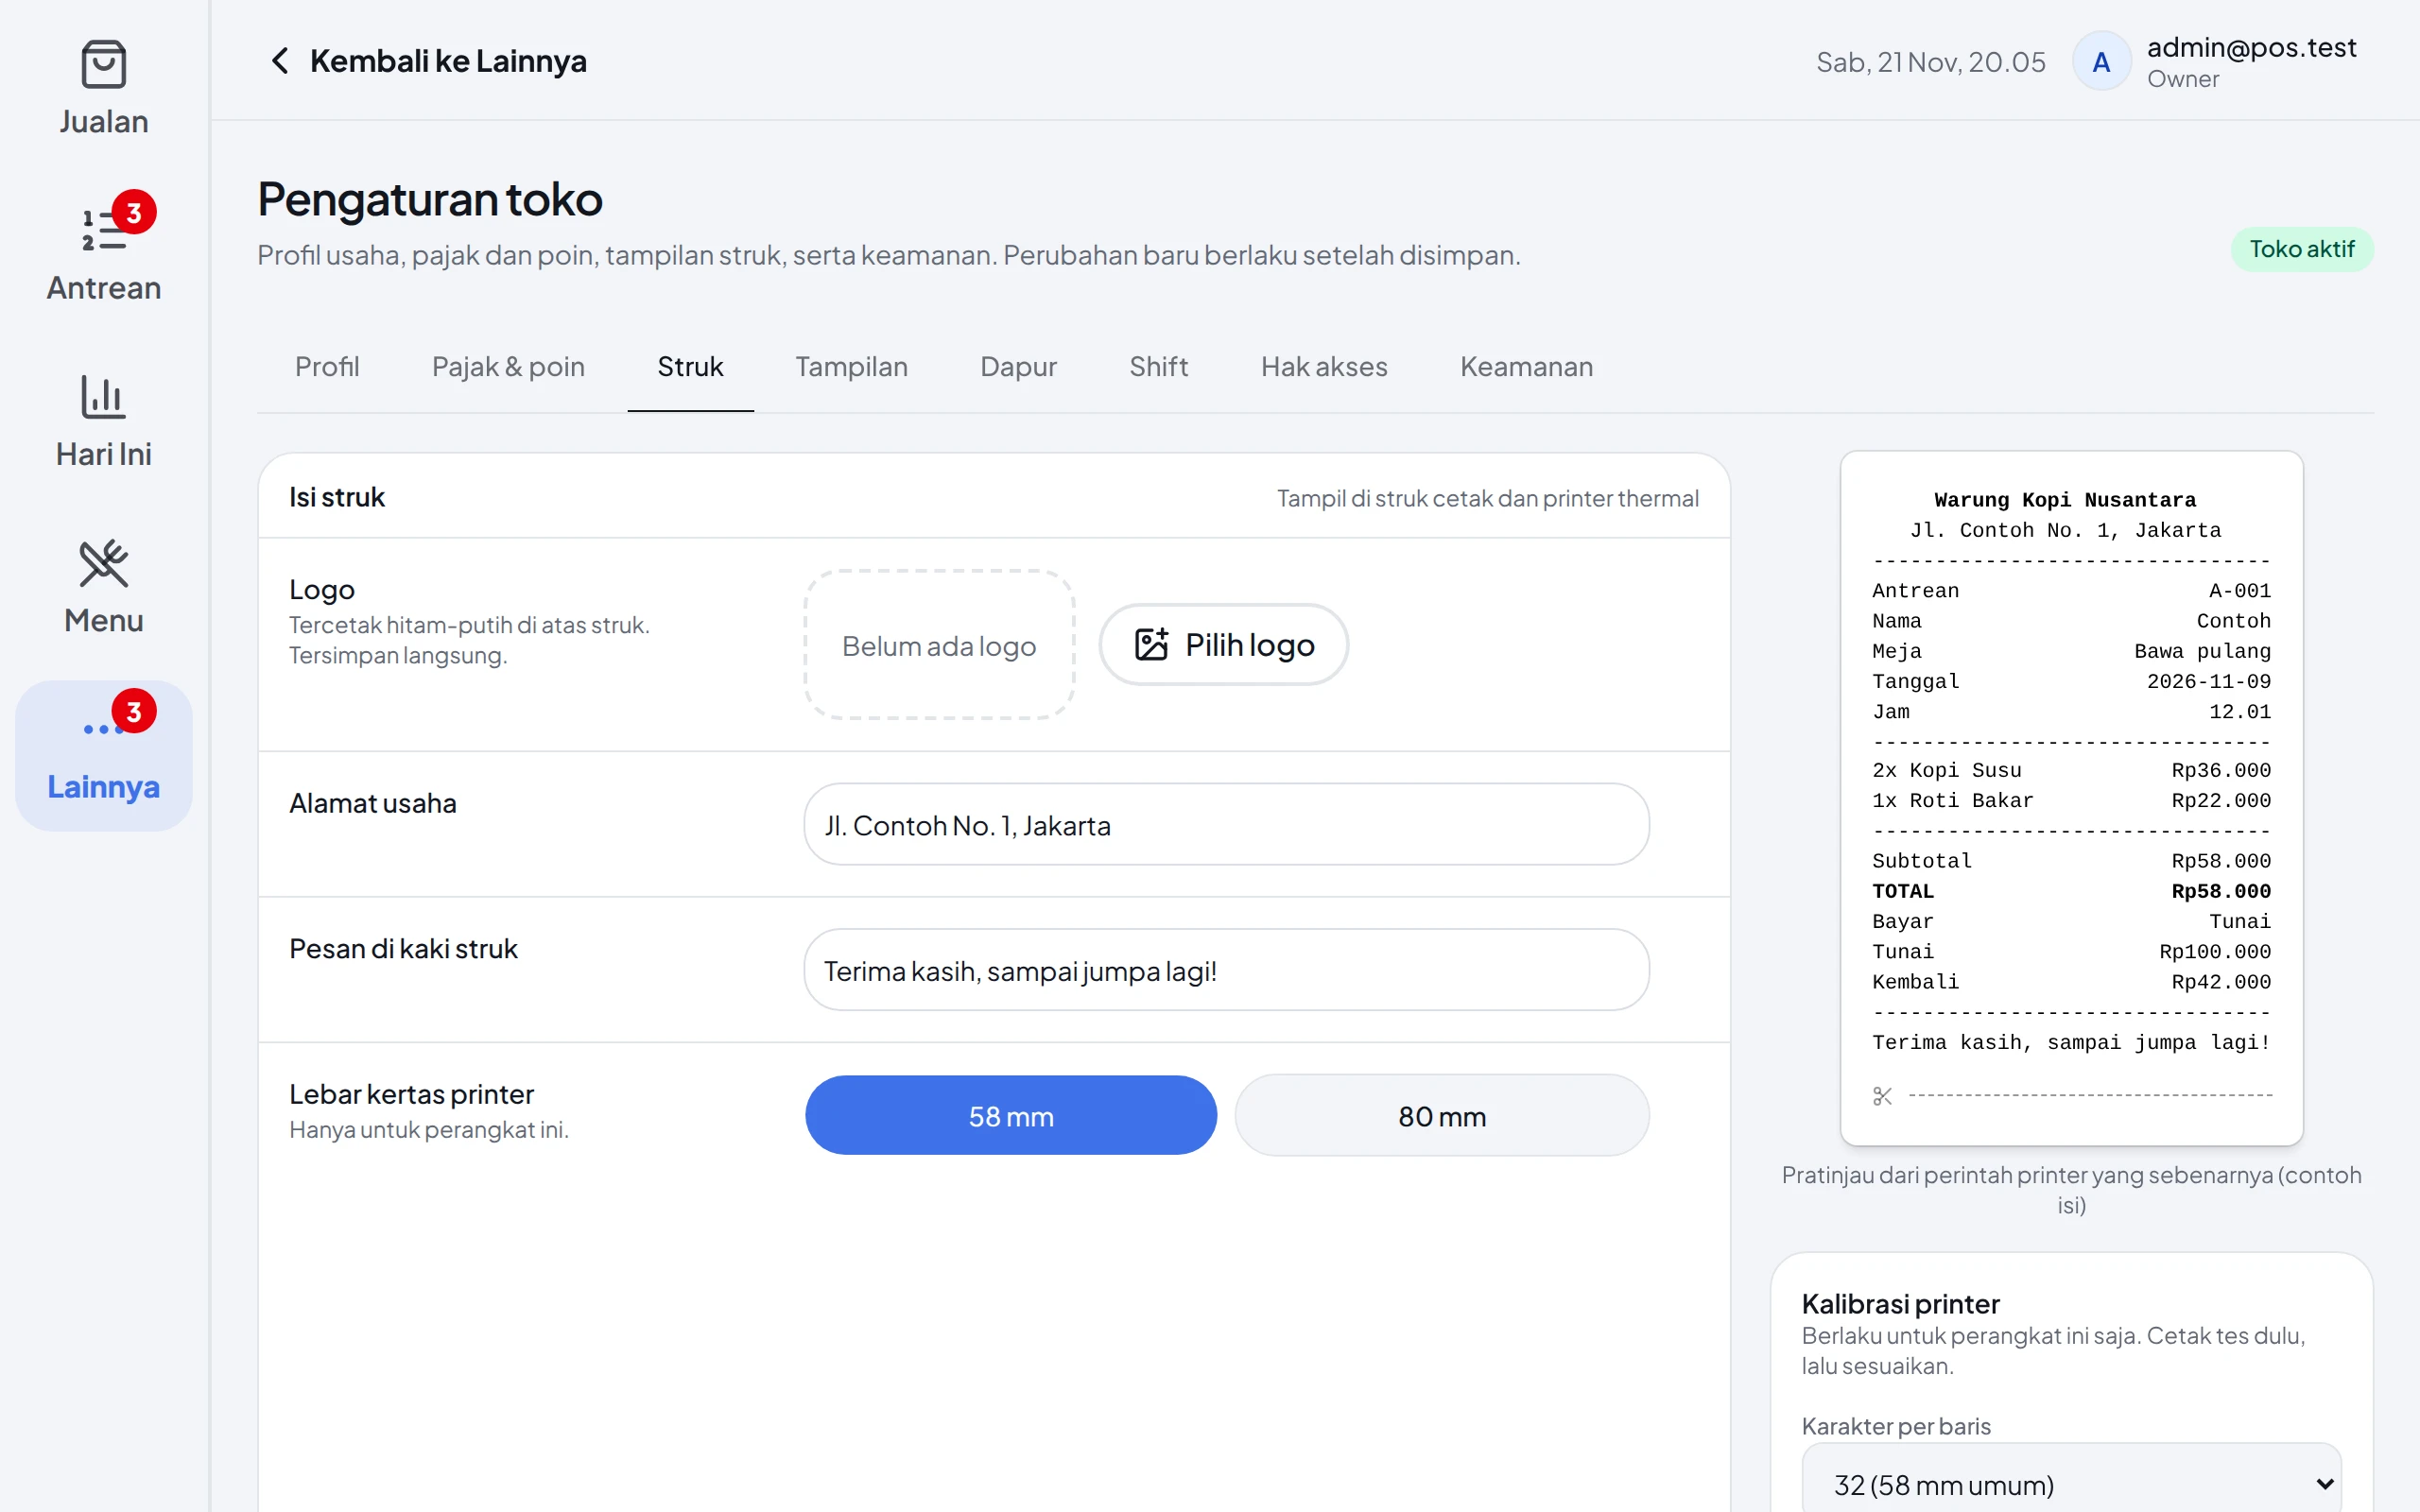 Jualan
3
Antrean
Hari Ini
Menu
3
Lainnya
Kembali ke Lainnya
Sab, 21 Nov, 20.05
A
admin@pos.test
Owner
Pengaturan toko
Profil usaha, pajak dan poin, tampilan struk, serta keamanan. Perubahan baru berlaku setelah disimpan.
Toko aktif
Profil
Pajak & poin
Struk
Tampilan
Dapur
Shift
Hak akses
Keamanan
Isi struk
Tampil di struk cetak dan printer thermal
Logo
Tercetak hitam-putih di atas struk.
Tersimpan langsung.
Belum ada logo
Pilih logo
Alamat usaha
Jl. Contoh No. 1, Jakarta
Pesan di kaki struk
Terima kasih, sampai jumpa lagi!
Lebar kertas printer
Hanya untuk perangkat ini.
58 mm
80 mm
Warung Kopi Nusantara
Jl. Contoh No. 1, Jakarta
--------------------------------
Antrean A-001
Nama Contoh
Meja Bawa pulang
Tanggal 2026-11-09
Jam 12.01
--------------------------------
2x Kopi Susu Rp36.000
1x Roti Bakar Rp22.000
--------------------------------
Subtotal Rp58.000
TOTAL Rp58.000
Bayar Tunai
Tunai Rp100.000
Kembali Rp42.000
--------------------------------
Terima kasih, sampai jumpa lagi!
Pratinjau dari perintah printer yang sebenarnya (contoh
isi)
Kalibrasi printer
Berlaku untuk perangkat ini saja. Cetak tes dulu,
lalu sesuaikan.
Karakter per baris
32 (58 mm umum)